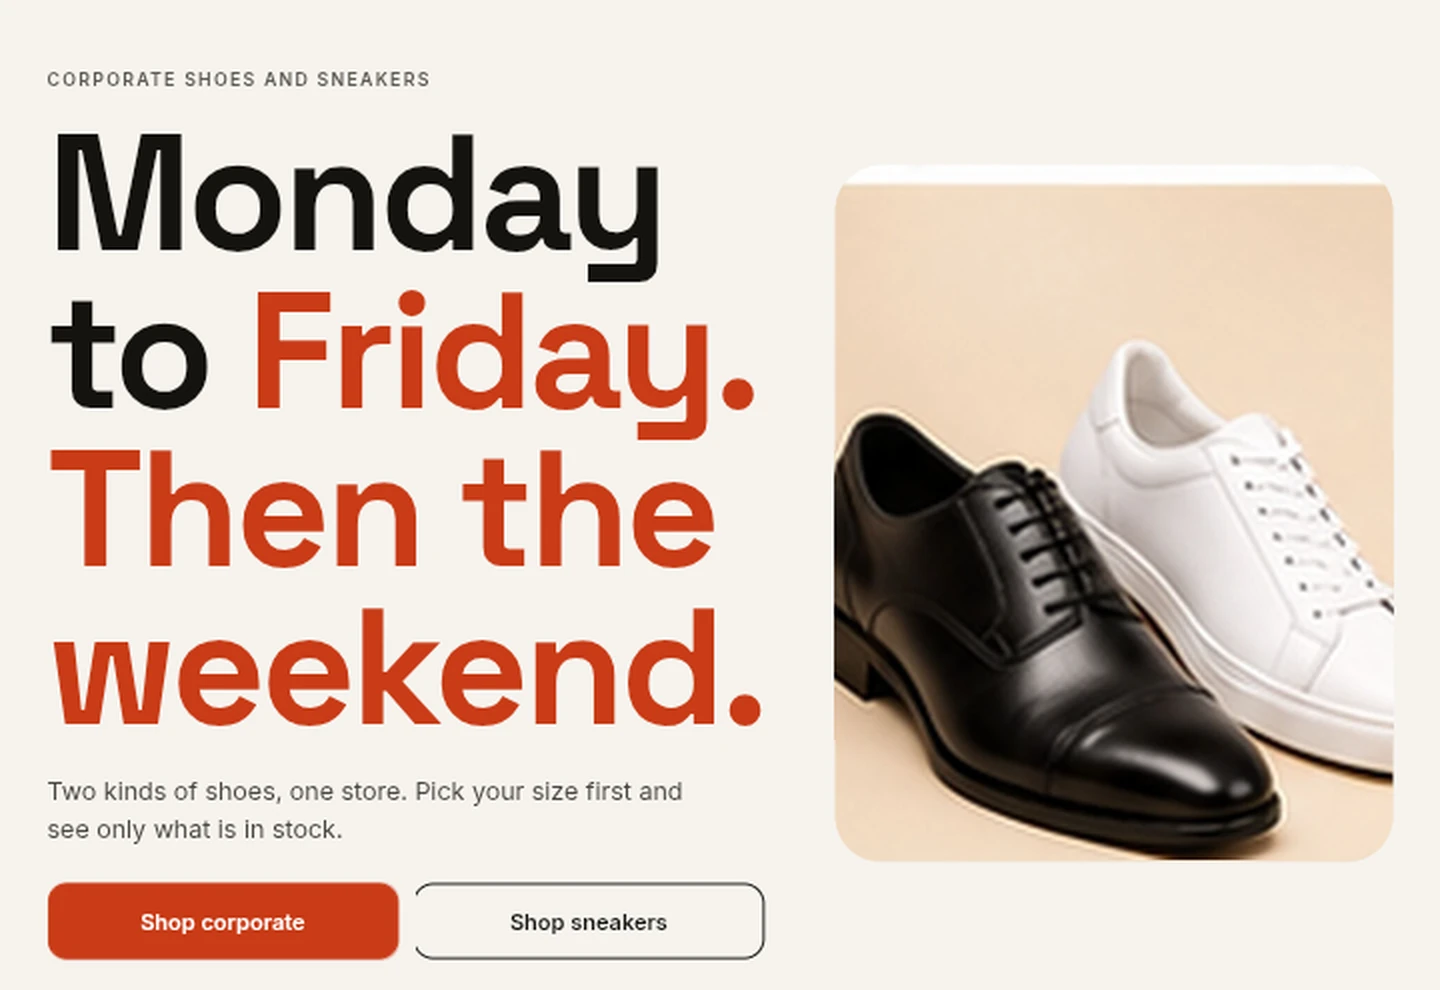 CORPORATE SHOES AND SNEAKERS
Monday
to Friday.
Then the
weekend.
Two kinds of shoes, one store. Pick your size first and
see only what is in stock.
Shop corporate
Shop sneakers